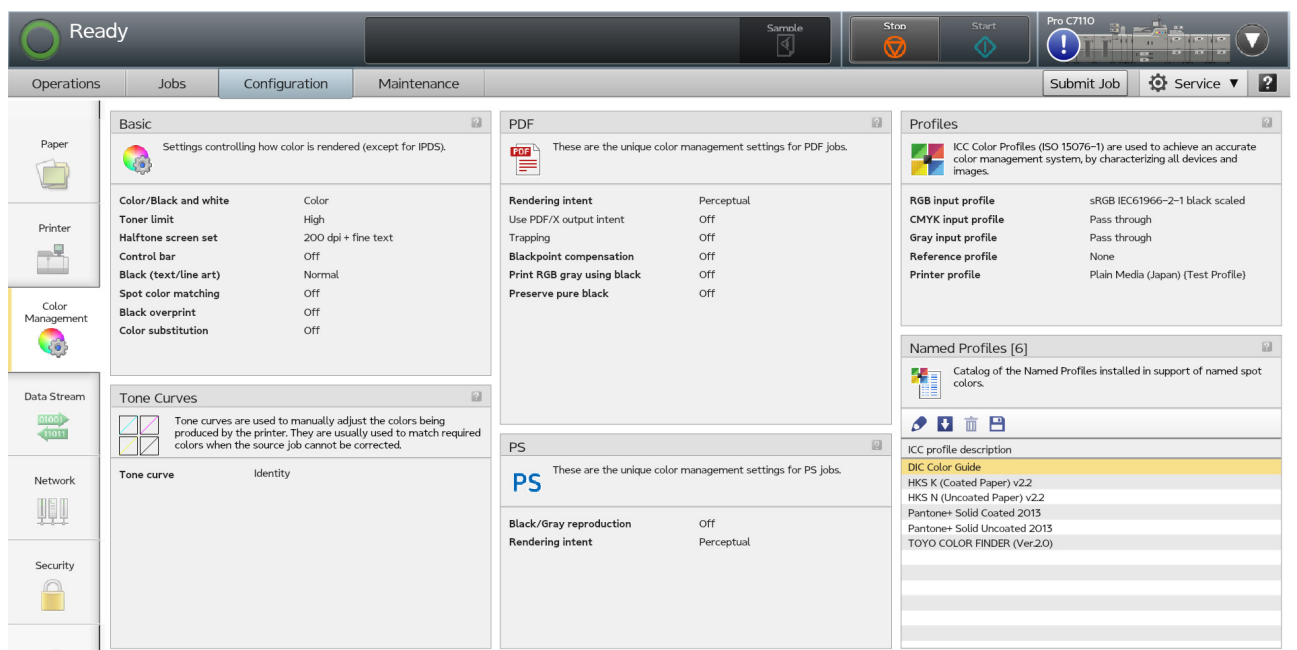 Ready
Sample
Stop
Start
Pro C7110
Operations
Jobs
Configuration
Maintenance
Submit Job
Service ▼
?
Paper
Printer
Color
Management
Data Stream
Network
Security
Basic
Settings controlling how color is rendered (except for IPDS).
Color/Black and white Color
Toner limit High
Halftone screen set 200 dpi + fine text
Control bar Off
Black (text/line art) Normal
Spot color matching Off
Black overprint Off
Color substitution Off
Tone Curves
Tone curves are used to manually adjust the colors being
produced by the printer. They are usually used to match required
colors when the source job cannot be corrected.
Tone curve Identity
PDF
PDF
These are the unique color management settings for PDF jobs.
Rendering intent Perceptual
Use PDF/X output intent Off
Trapping Off
Blackpoint compensation Off
Print RGB gray using black Off
Preserve pure black Off
PS
PS
These are the unique color management settings for PS jobs.
Black/Gray reproduction Off
Rendering intent Perceptual
Profiles
ICC Color Profiles (ISO 15076-1) are used to achieve an accurate
color management system, by characterizing all devices and
images.
RGB input profile sRGB IEC61966-2-1 black scaled
CMYK input profile Pass through
Gray input profile Pass through
Reference profile None
Printer profile Plain Media (Japan) {Test Profile}
Named Profiles [6]
Catalog of the Named Profiles installed in support of named spot
colors.
ICC profile description
DIC Color Guide
HKS K (Coated Paper) v2.2
HKS N (Uncoated Paper) v2.2
Pantone+ Solid Coated 2013
Pantone+ Solid Uncoated 2013
TOYO COLOR FINDER (Ver.2.0)